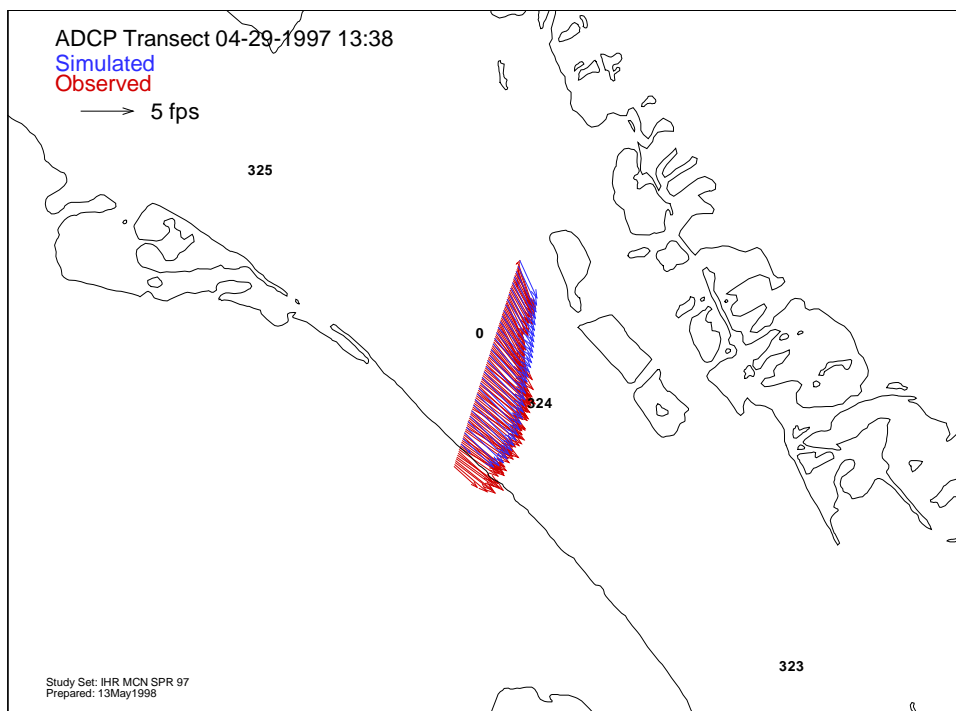 ADCP Transect 04-29-1997 13:38
Simulated
Observed
5 fps
325
0
324
323
Study Set: IHR MCN SPR 97
Prepared: 13May1998